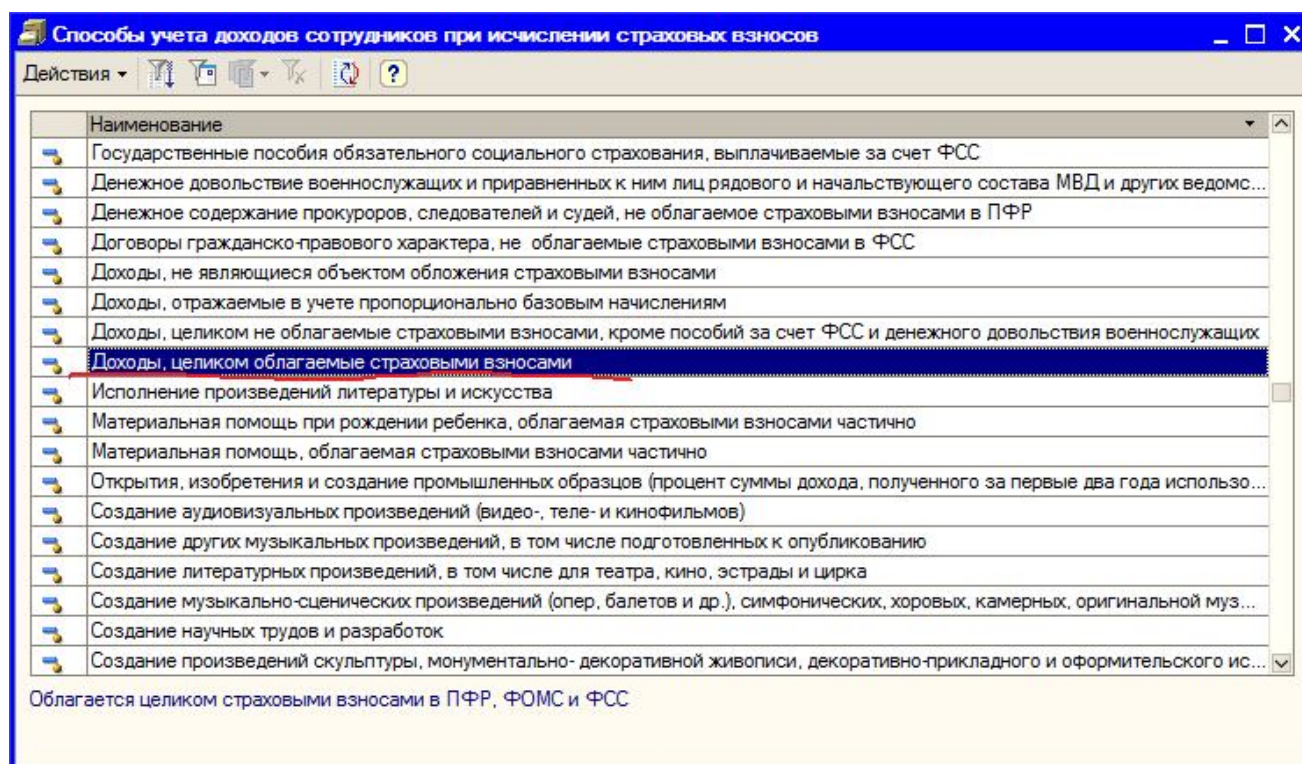 Способы учета доходов сотрудников при исчислении страховых взносов
Действия
Наименование
Государственные пособия обязательного социального страхования, выплачиваемые за счет ФСС
Денежное довольствие военнослужащих и приравненных к ним лиц рядового и начальствующего состава МВД и других ведомс...
Денежное содержание прокуроров, следователей и судей, не облагаемое страховыми взносами в ПФР
Договоры гражданско-правового характера, не облагаемые страховыми взносами в ФСС
Доходы, не являющиеся объектом обложения страховыми взносами
Доходы, отражаемые в учете пропорционально базовым начислениям
Доходы, целиком не облагаемые страховыми взносами, кроме пособий за счет ФСС и денежного довольствия военнослужащих
Доходы, целиком облагаемые страховыми взносами
Исполнение произведений литературы и искусства
Материальная помощь при рождении ребенка, облагаемая страховыми взносами частично
Материальная помощь, облагаемая страховыми взносами частично
Открытия, изобретения и создание промышленных образцов (процент суммы дохода, полученного за первые два года использо...
Создание аудиовизуальных произведений (видео-, теле- и кинофильмов)
Создание других музыкальных произведений, в том числе подготовленных к опубликованию
Создание литературных произведений, в том числе для театра, кино, эстрады и цирка
Создание музыкально-сценических произведений (опер, балетов и др.), симфонических, хоровых, камерных, оригинальной муз...
Создание научных трудов и разработок
Создание произведений скульптуры, монументально- декоративной живописи, декоративно-прикладного и оформительского ис...
Облагается целиком страховыми взносами в ПФР, ФОМС и ФСС